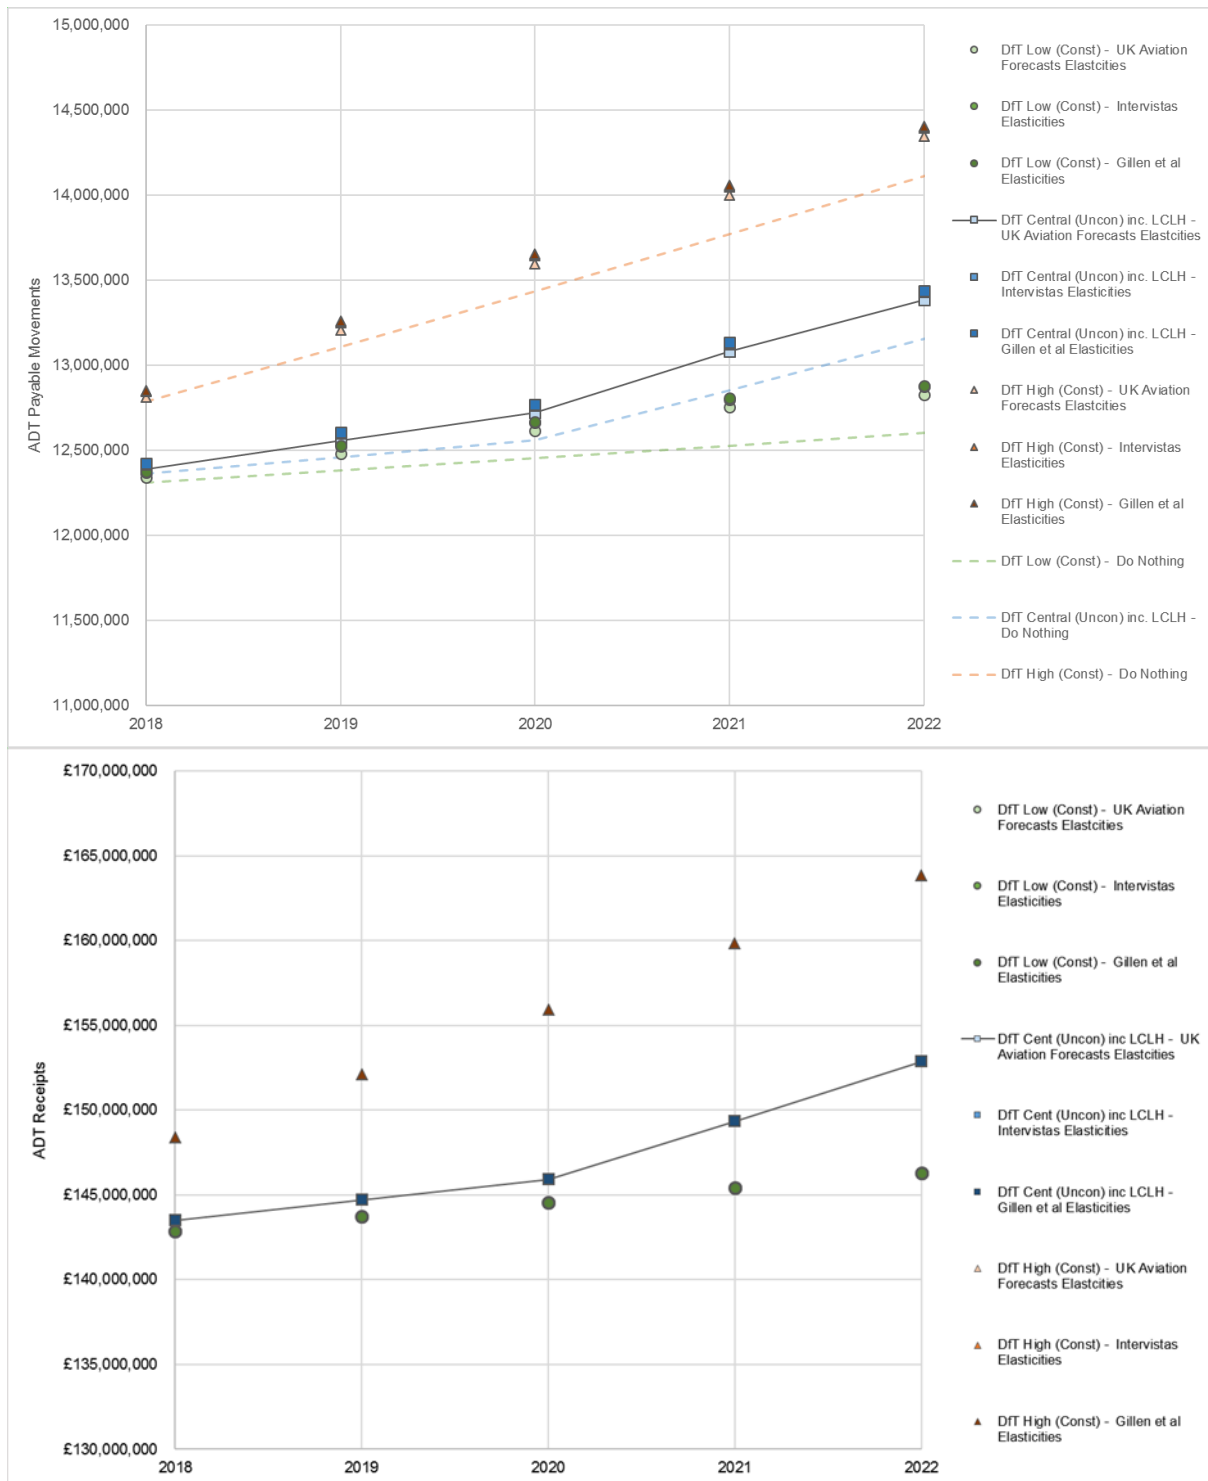 15,000,000
14,500,000
14,000,000
13,500,000
13,000,000
12,500,000
12,000,000
11,500,000
11,000,000
ADT Payable Movements
2018
2019
2020
2021
2022
DfT Low (Const) - UK Aviation
Forecasts Elastcities
DfT Low (Const) - Intervistas
Elasticities
DfT Low (Const) - Gillen et al
Elasticities
DfT Central (Uncon) inc. LCLH -
UK Aviation Forecasts Elastcities
DfT Central (Uncon) inc. LCLH -
Intervistas Elasticities
DfT Central (Uncon) inc. LCLH -
Gillen et al Elasticities
DfT High (Const) - UK Aviation
Forecasts Elastcities
DfT High (Const) - Intervistas
Elasticities
DfT High (Const) - Gillen et al
Elasticities
DfT Low (Const) - Do Nothing
DfT Central (Uncon) inc. LCLH -
Do Nothing
DfT High (Const) - Do Nothing
£170,000,000
£165,000,000
£160,000,000
£155,000,000
£150,000,000
£145,000,000
£140,000,000
£135,000,000
£130,000,000
ADT Receipts
2018
2019
2020
2021
2022
DfT Low (Const) - UK Aviation
Forecasts Elastcities
DfT Low (Const) - Intervistas
Elasticities
DfT Low (Const) - Gillen et al
Elasticities
DfT Cent (Uncon) inc LCLH - UK
Aviation Forecasts Elastcities
DfT Cent (Uncon) inc LCLH -
Intervistas Elasticities
DfT Cent (Uncon) inc LCLH -
Gillen et al Elasticities
DfT High (Const) - UK Aviation
Forecasts Elastcities
DfT High (Const) - Intervistas
Elasticities
DfT High (Const) - Gillen et al
Elasticities